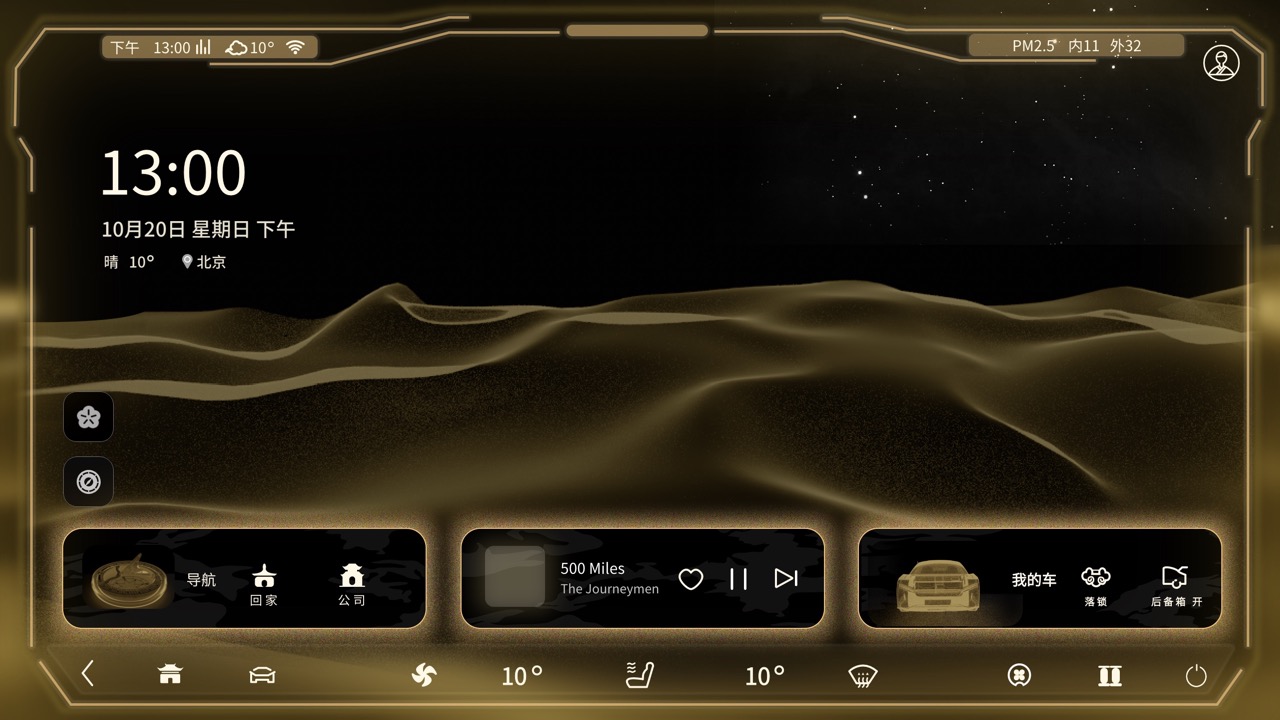 下午 13:00 10°
PM2.5 内11 外32
13:00
10月20日 星期日 下午
晴 10°
北京
导航
回家
公司
500 Miles
The Journeymen
我的车
落锁
后备箱 开
10°
10°